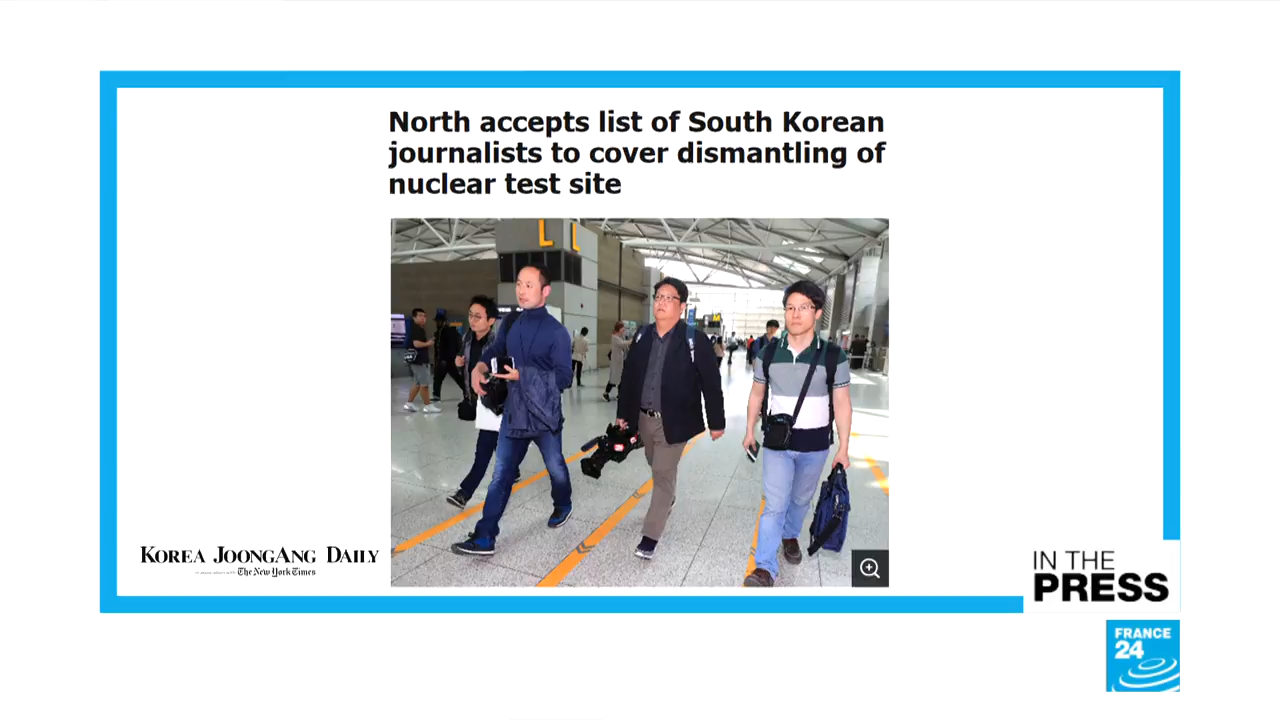 North accepts list of South Korean
journalists to cover dismantling of
nuclear test site
L L
M
KOREA JOONGANG DAILY
The New York Times
IN THE
PRESS
FRANCE
24